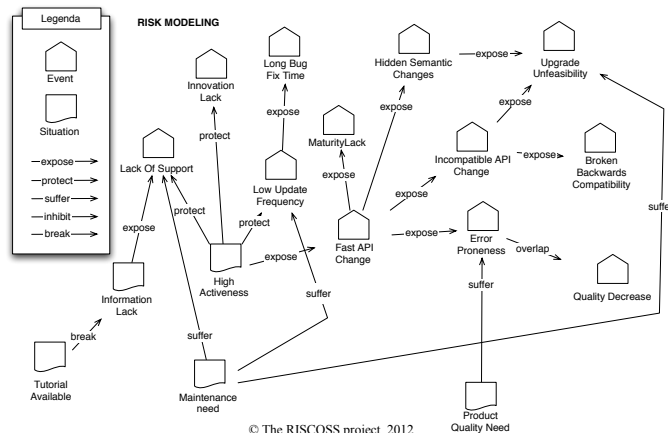 Legenda
RISK MODELING
Event
Situation
expose
protect
suffer
inhibit
break
Innovation
Lack
Long Bug
Fix Time
Hidden Semantic
Changes
expose
Upgrade
Unfeasibility
expose
expose
expose
protect
MaturityLack
Lack Of Support
Low Update
Frequency
expose
Incompatible API
Change
expose
Broken
Backwards
Compatibility
expose
protect
protect
expose
suffe
High
Activeness
expose
Fast API
Change
expose
Error
Proneness
overlap
Information
Lack
suffer
suffer
Quality Decrease
break
suffer
Tutorial
Available
Maintenance
need
Product
Quality Need
© The RISCOSS project, 2012